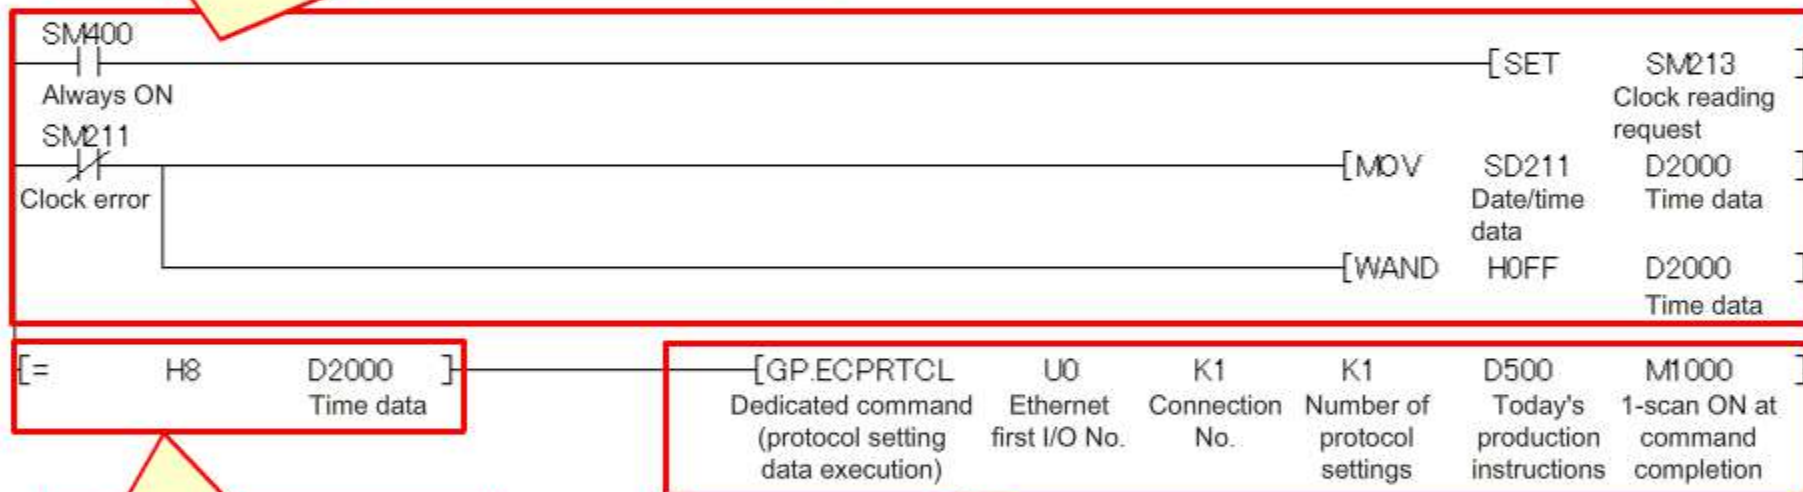 SM400
[SET SM213 ]
Always ON
Clock reading
request
SM211
[MOV SD211 D2000 ]
Clock error
Date/time
data
Time data
[WAND H0FF D2000 ]
Time data
[= H8 D2000 ]
[GP.ECPRTCL U0 K1 K1 D500 M1000 ]
Time data
Dedicated command
(protocol setting
data execution)
Ethernet
first I/O No.
Connection
No.
Number of
protocol
settings
Today's
production
instructions
1-scan ON at
command
completion